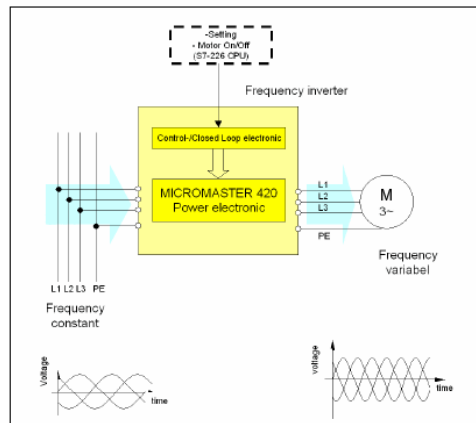 -Setting
- Motor On/Off
(S7-226 CPU)
Frequency inverter
Control-/Closed Loop electronic
MICROMASTER 420
Power electronic
L1
L2
L3
PE
M
3~
L1 L2 L3 PE
Frequency
constant
Frequency
variabel
Voltage
time
voltage
time